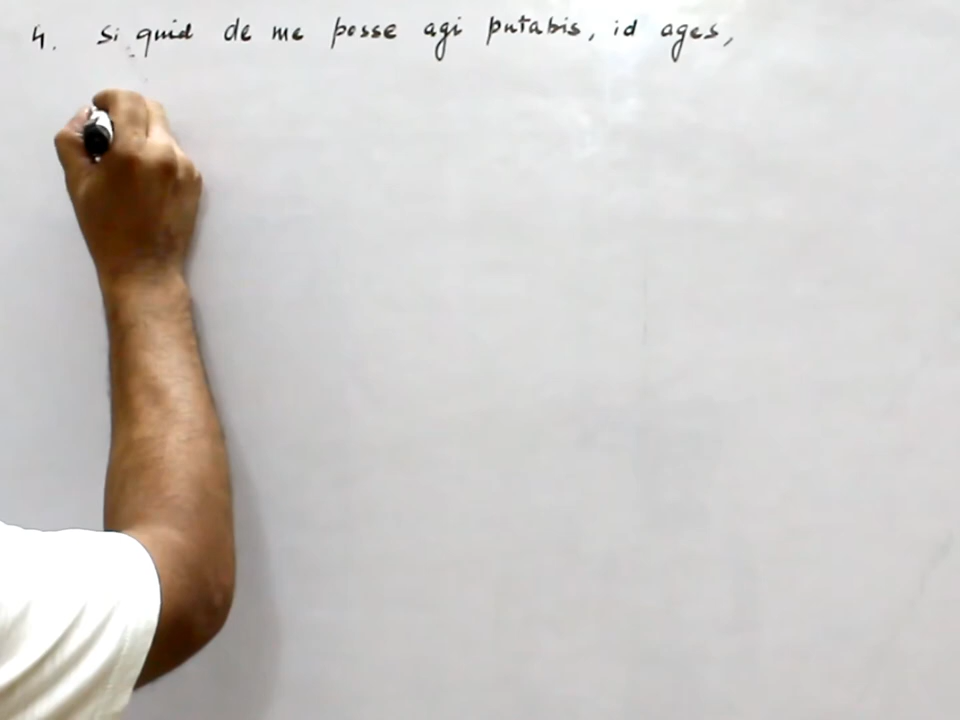 4. Si quid de me posse agi putabis, id ages,